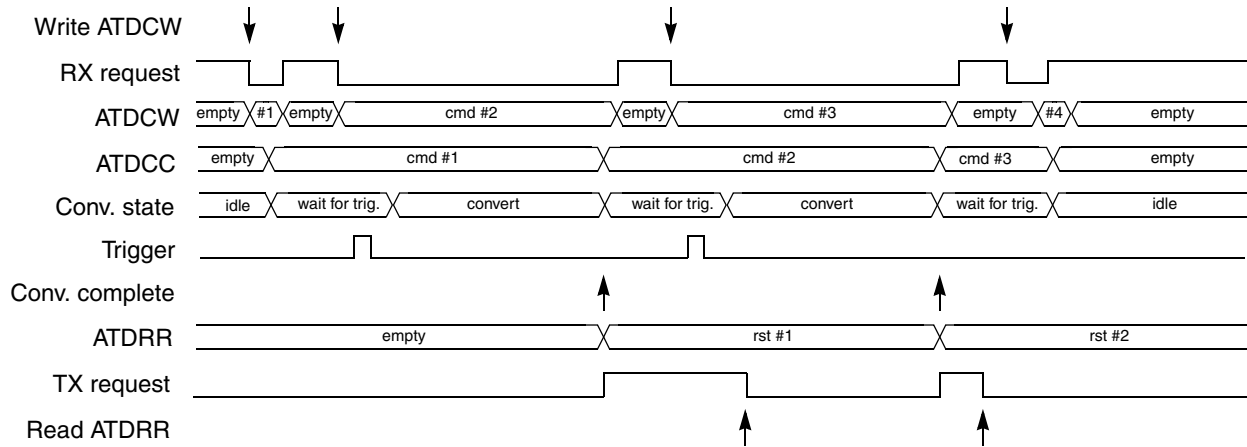 Write ATDCW
RX request
ATDCW empty #1 empty cmd #2 empty cmd #3 empty #4 empty
ATDCC empty cmd #1 cmd #2 cmd #3 empty
Conv. state idle wait for trig. convert wait for trig. convert wait for trig. idle
Trigger
Conv. complete
ATDRR empty rst #1 rst #2
TX request
Read ATDRR